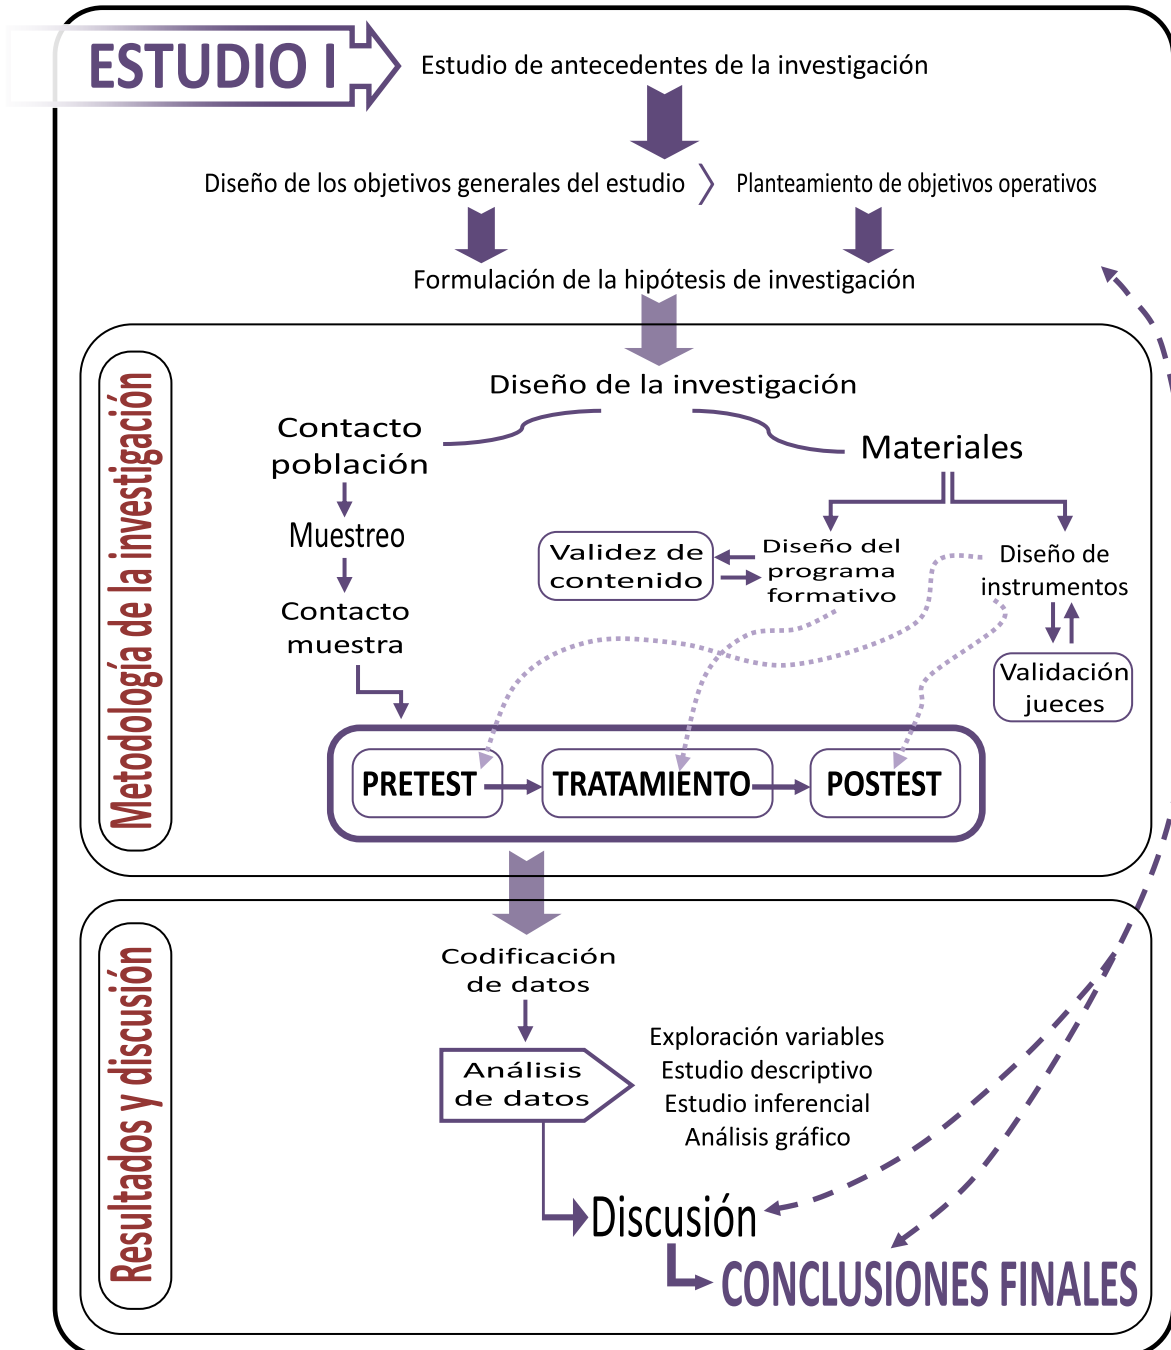 ESTUDIO I
Estudio de antecedentes de la investigación
Diseño de los objetivos generales del estudio
Planteamiento de objetivos operativos
Formulación de la hipótesis de investigación
Metodología de la investigación
Diseño de la investigación
Contacto
población
Muestreo
Contacto
muestra
Materiales
Validez de
contenido
Diseño del
programa
formativo
Diseño de
instrumentos
Validación
jueces
PRETEST
TRATAMIENTO
POSTEST
Resultados y discusión
Codificación
de datos
Análisis
de datos
Exploración variables
Estudio descriptivo
Estudio inferencial
Análisis gráfico
Discusión
CONCLUSIONES FINALES